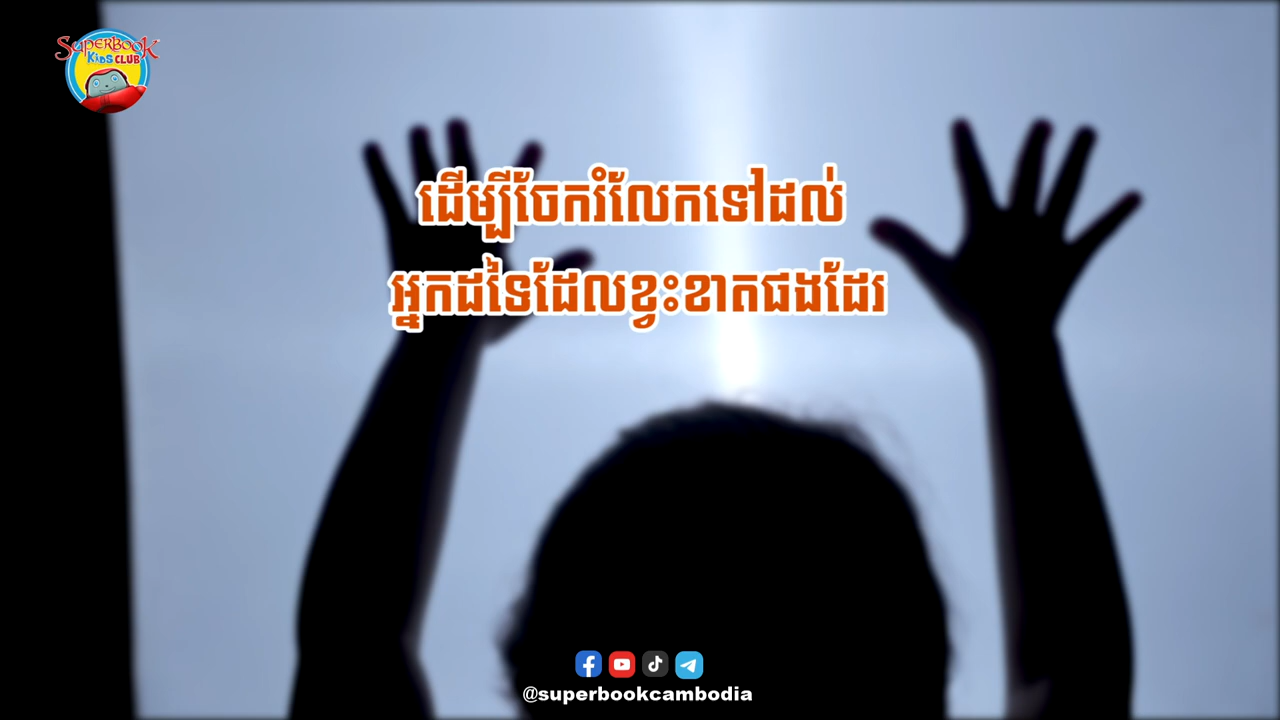 SUPERBOOK
KIDS CLUB
ដើម្បីចែករំលែកទៅដល់
អ្នកដទៃដែលខ្វះខាតផងដែរ
@superbookcambodia